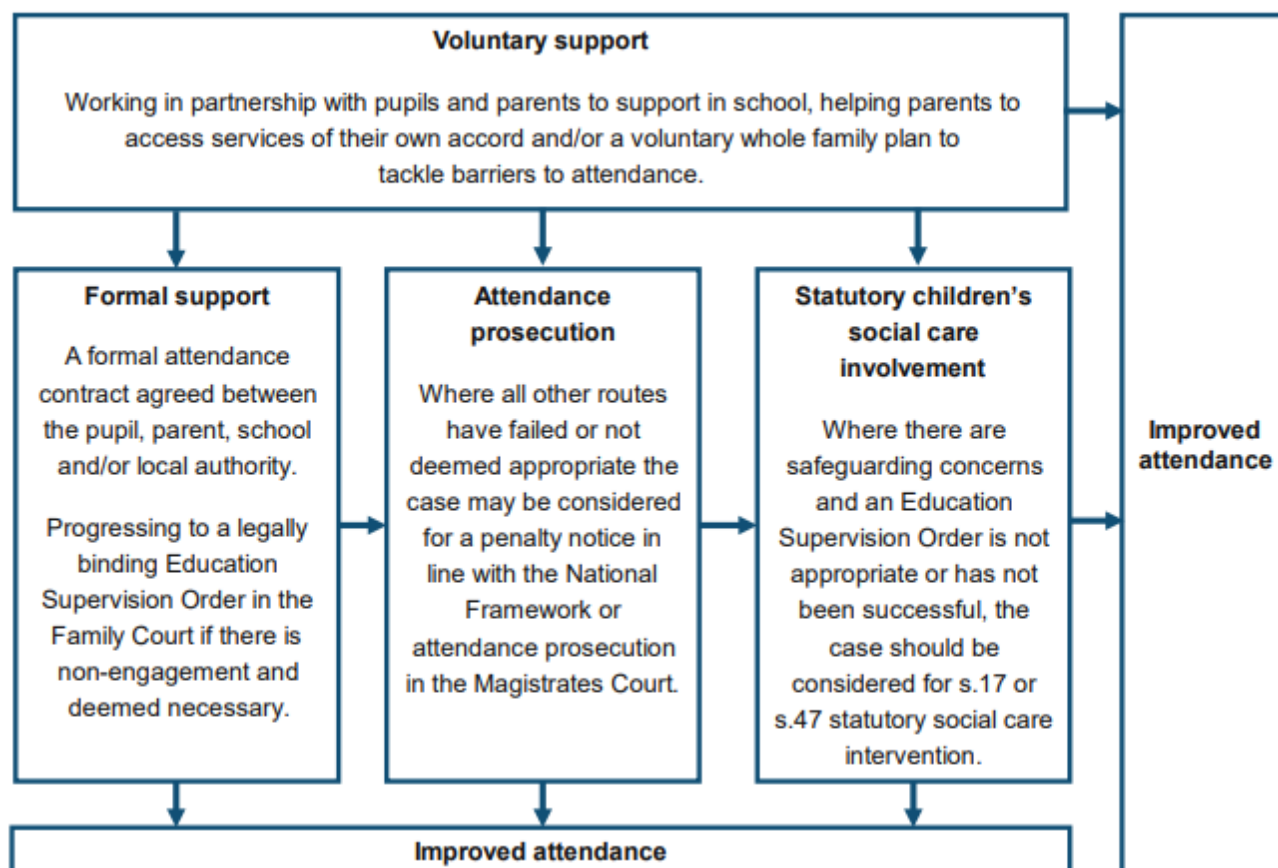 Voluntary support
Working in partnership with pupils and parents to support in school, helping parents to
access services of their own accord and/or a voluntary whole family plan to
tackle barriers to attendance.
Formal support
A formal attendance
contract agreed between
the pupil, parent, school
and/or local authority.
Progressing to a legally
binding Education
Supervision Order in the
Family Court if there is
non-engagement and
deemed necessary.
Attendance
prosecution
Where all other routes
have failed or not
deemed appropriate the
case may be considered
for a penalty notice in
line with the National
Framework or
attendance prosecution
in the Magistrates Court.
Statutory children’s
social care
involvement
Where there are
safeguarding concerns
and an Education
Supervision Order is not
appropriate or has not
been successful, the
case should be
considered for s.17 or
s.47 statutory social care
intervention.
Improved
attendance
Improved attendance